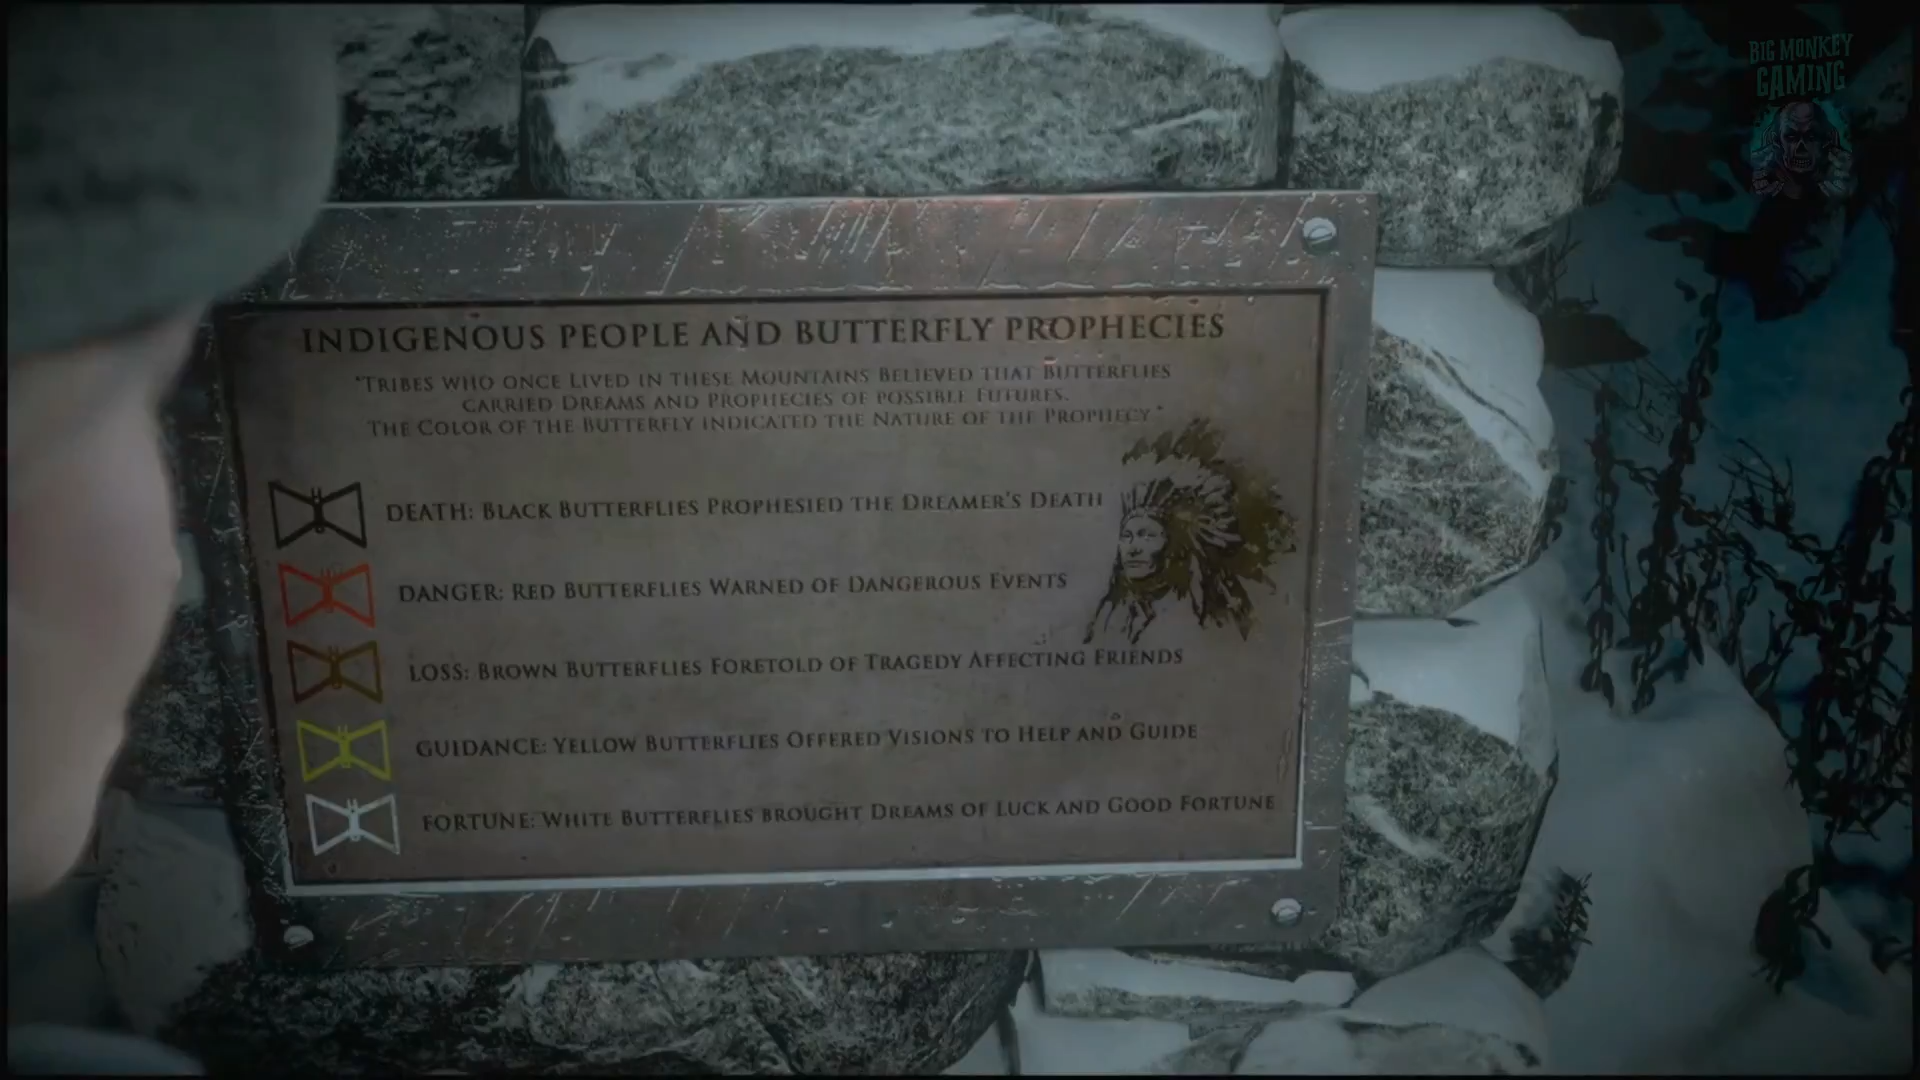 BIG MONKEY
GAMING
INDIGENOUS PEOPLE AND BUTTERFLY PROPHECIES
"TRIBES WHO ONCE LIVED IN THESE MOUNTAINS BELIEVED THAT BUTTERFLIES
CARRIED DREAMS AND PROPHECIES OF POSSIBLE FUTURES.
THE COLOR OF THE BUTTERFLY INDICATED THE NATURE OF THE PROPHECY"
DEATH: BLACK BUTTERFLIES PROPHESIED THE DREAMER'S DEATH
DANGER: RED BUTTERFLIES WARNED OF DANGEROUS EVENTS
LOSS: BROWN BUTTERFLIES FORETOLD OF TRAGEDY AFFECTING FRIENDS
GUIDANCE: YELLOW BUTTERFLIES OFFERED VISIONS TO HELP AND GUIDE
FORTUNE: WHITE BUTTERFLIES BROUGHT DREAMS OF LUCK AND GOOD FORTUNE